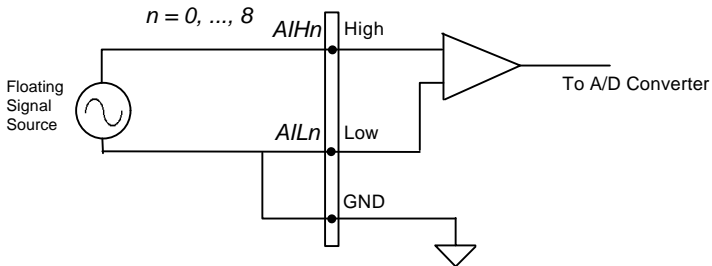 n = 0, ..., 8
AIHn
High
Floating
Signal
Source
To A/D Converter
AILn
Low
GND